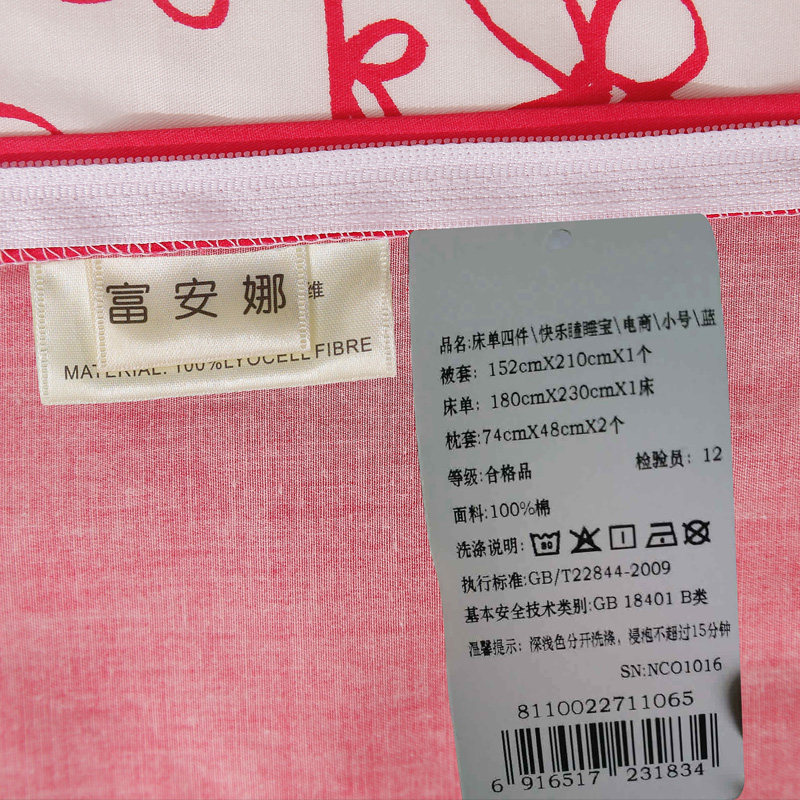 富安娜
维
MATERIAL: 100%LYOCELL FIBRE
品名:床单四件\快乐瞌睡宝\电商\小号\蓝
被套: 152cmX210cmX1个
床单: 180cmX230cmX1床
枕套:74cmX48cmX2个
等级:合格品 检验员: 12
面料:100%棉
洗涤说明:
执行标准:GB/T22844-2009
基本安全技术类别:GB 18401 B类
温馨提示: 深浅色分开洗涤, 浸泡不超过15分钟
SN:NCO1016
8110022711065
6 916517 231834